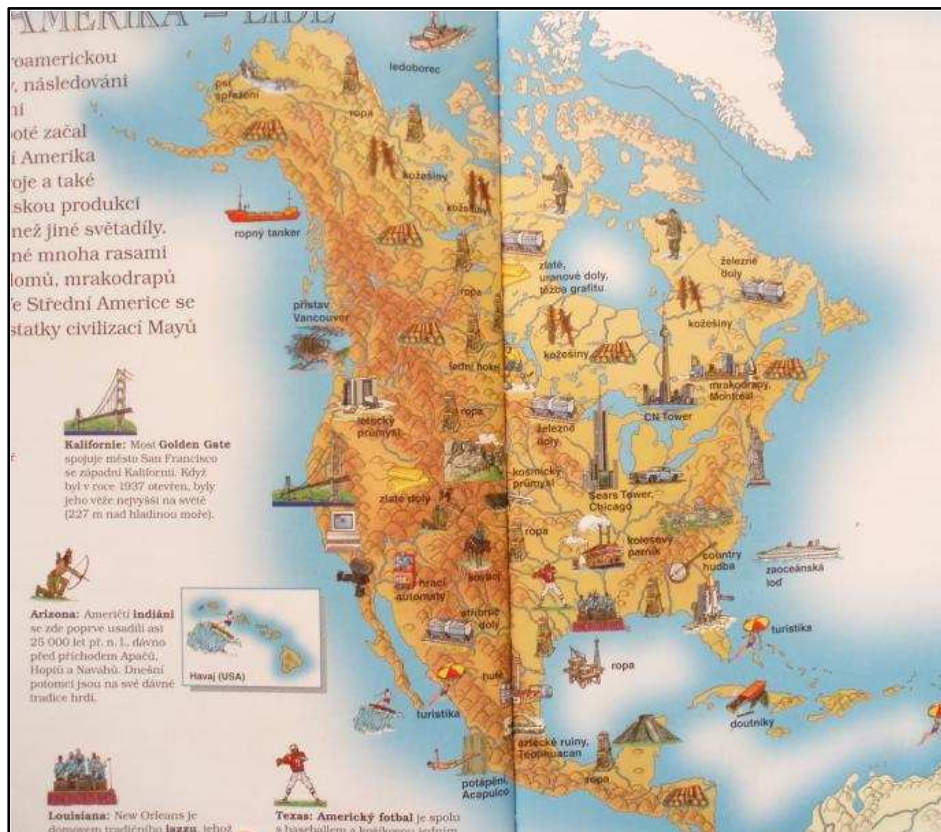 AMERIKA – LIDÉ
roamerickou
, následování
ní
poté začal
í Amerika
roje a také
skou produkcí
než jiné světadíly.
né mnoha rasami
domů, mrakodrapů
Ve Střední Americe se
statky civilizací Mayů
ledoborec
psí
spřežení
ropa
kožešiny
kožešiny
ropný tanker
zlaté,
uranové doly,
těžba grafitu
železné
doly
ropa
přístav
Vancouver
kožešiny
kožešiny
lední hokej
mrakodrapy,
Montreal
CN Tower
letecký
průmysl
ropa
železné
doly
Kalifornie: Most Golden Gate
spojuje město San Francisco
se západní Kalifornií. Když
byl v roce 1937 otevřen, byly
jeho věže nejvyšší na světě
(227 m nad hladinou moře).
zlaté doly
kosmický
průmysl
Sears Tower,
Chicago
ropa
kolesový
parník
country
hudba
zaoceánská
loď
hrací
automaty
kovboj
Arizona: Američtí indiáni
se zde poprvé usadili asi
25 000 let př. n. l., dávno
před příchodem Apačů,
Hopiů a Navahů. Dnešní
potomci jsou na své dávné
tradice hrdí.
Havaj (USA)
stříbrné
doly
turistika
ropa
hutě
turistika
doutníky
aztécké ruiny,
Teotihuacan
potápění,
Acapulco
ropa
Louisiana: New Orleans je
domovem tradičního jazzu, jehož
Texas: Americký fotbal je spolu
s baseballem a košíkovou jedním